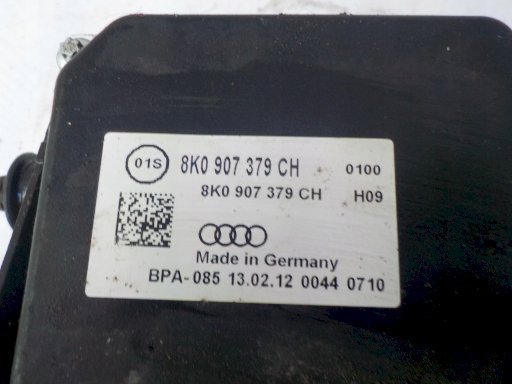 01S 8K0 907 379 CH 0100
8K0 907 379 CH H09
Made in Germany
BPA-085 13.02.12 0044 0710